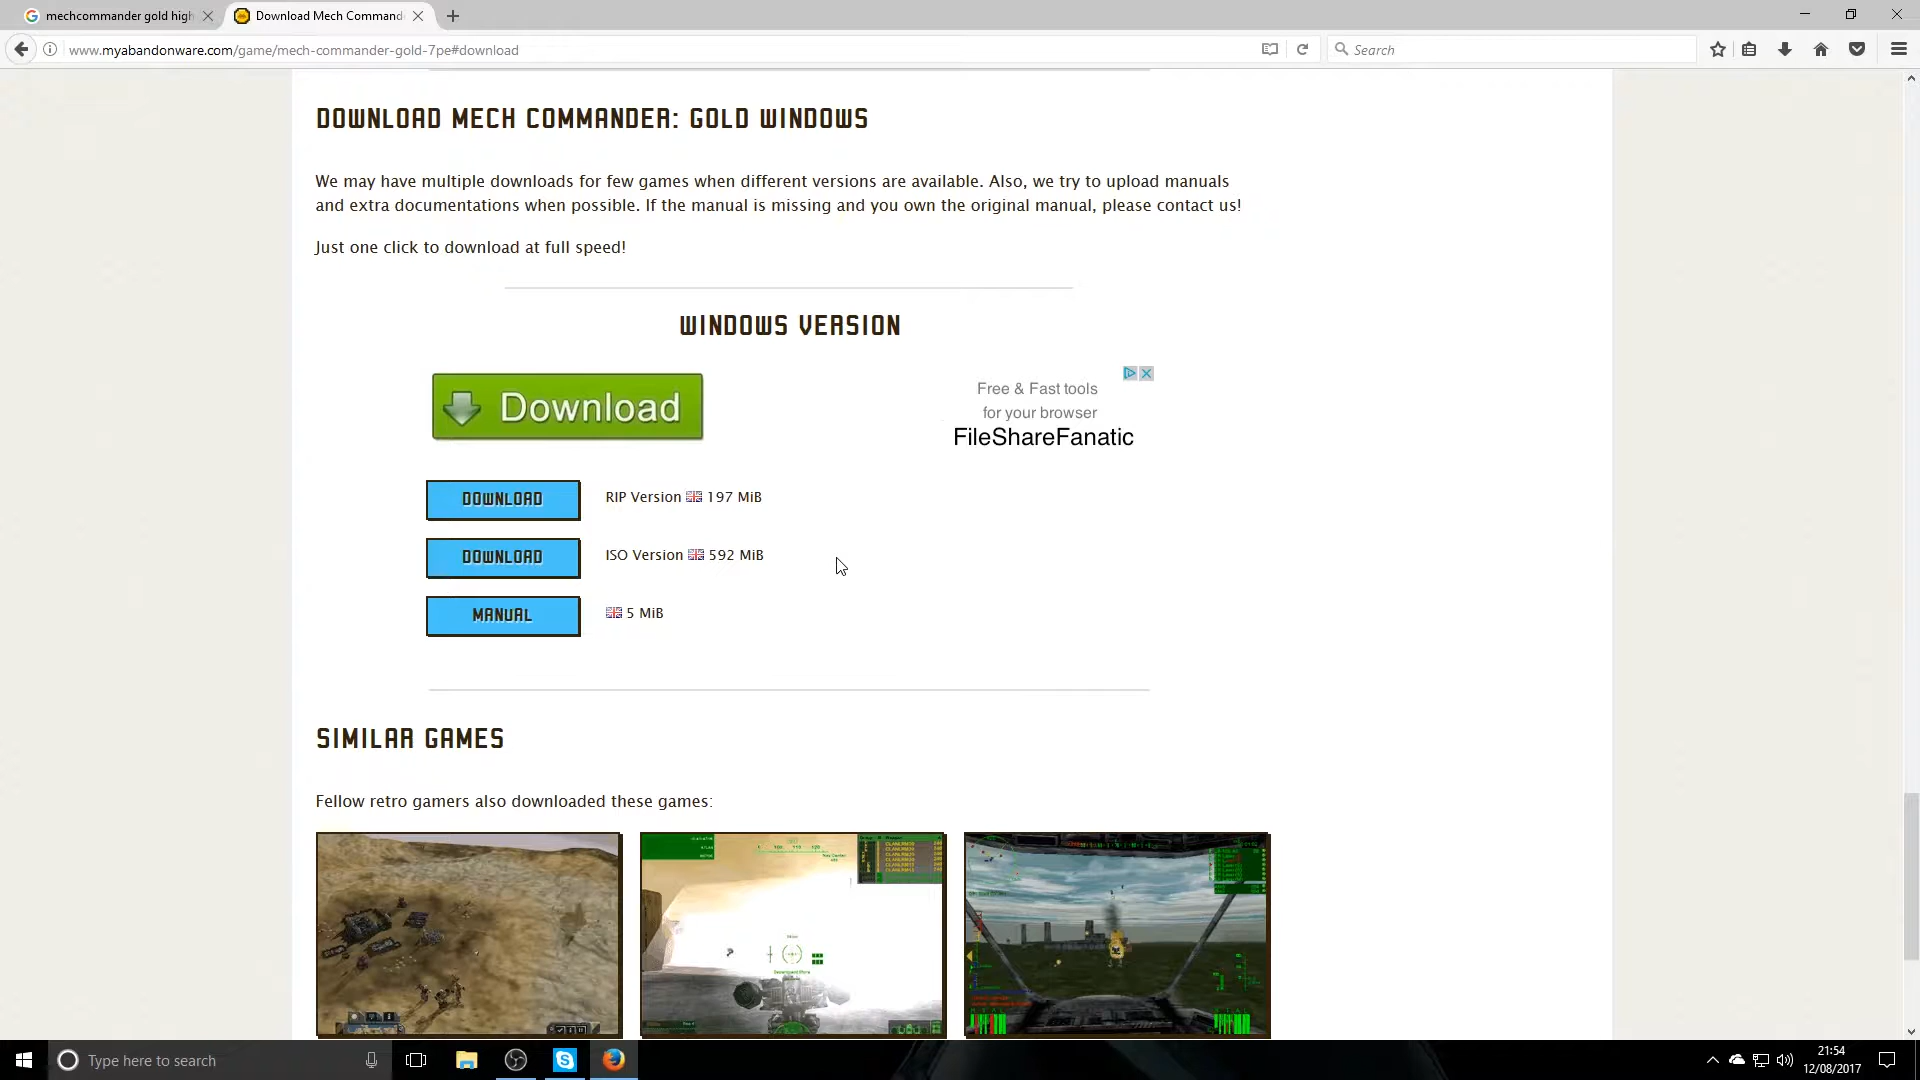 mechcommander gold high
Download Mech Command
www.myabandonware.com/game/mech-commander-gold-7pe#download
Search
DOWNLOAD MECH COMMANDER: GOLD WINDOWS
We may have multiple downloads for few games when different versions are available. Also, we try to upload manuals
and extra documentations when possible. If the manual is missing and you own the original manual, please contact us!
Just one click to download at full speed!
WINDOWS VERSION
Download
Free & Fast tools
for your browser
FileShareFanatic
DOWNLOAD RIP Version 197 MiB
DOWNLOAD ISO Version 592 MiB
MANUAL 5 MiB
SIMILAR GAMES
Fellow retro gamers also downloaded these games:
Type here to search
21:54
12/08/2017